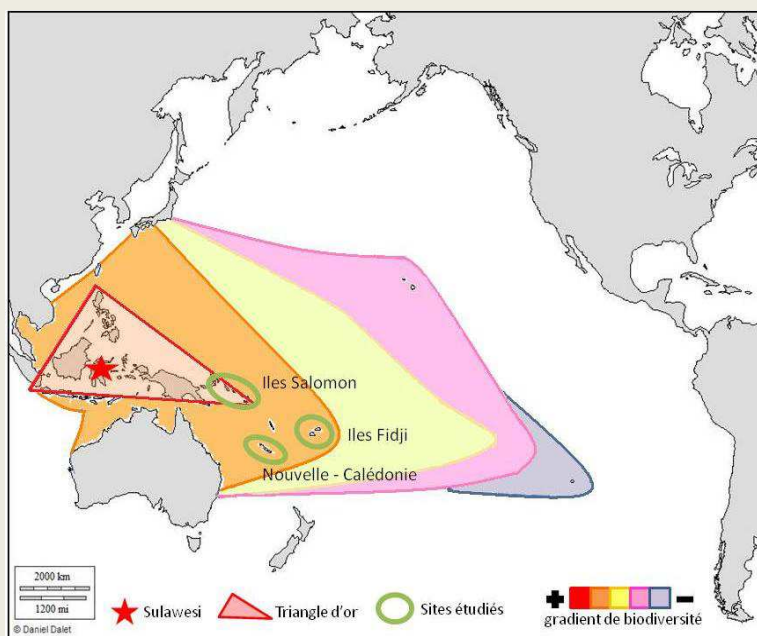 Iles Salomon
Iles Fidji
Nouvelle - Calédonie
2000 km
1200 mi
© Daniel Dalet
Sulawesi
Triangle d'or
Sites étudiés
+ −
gradient de biodiversité